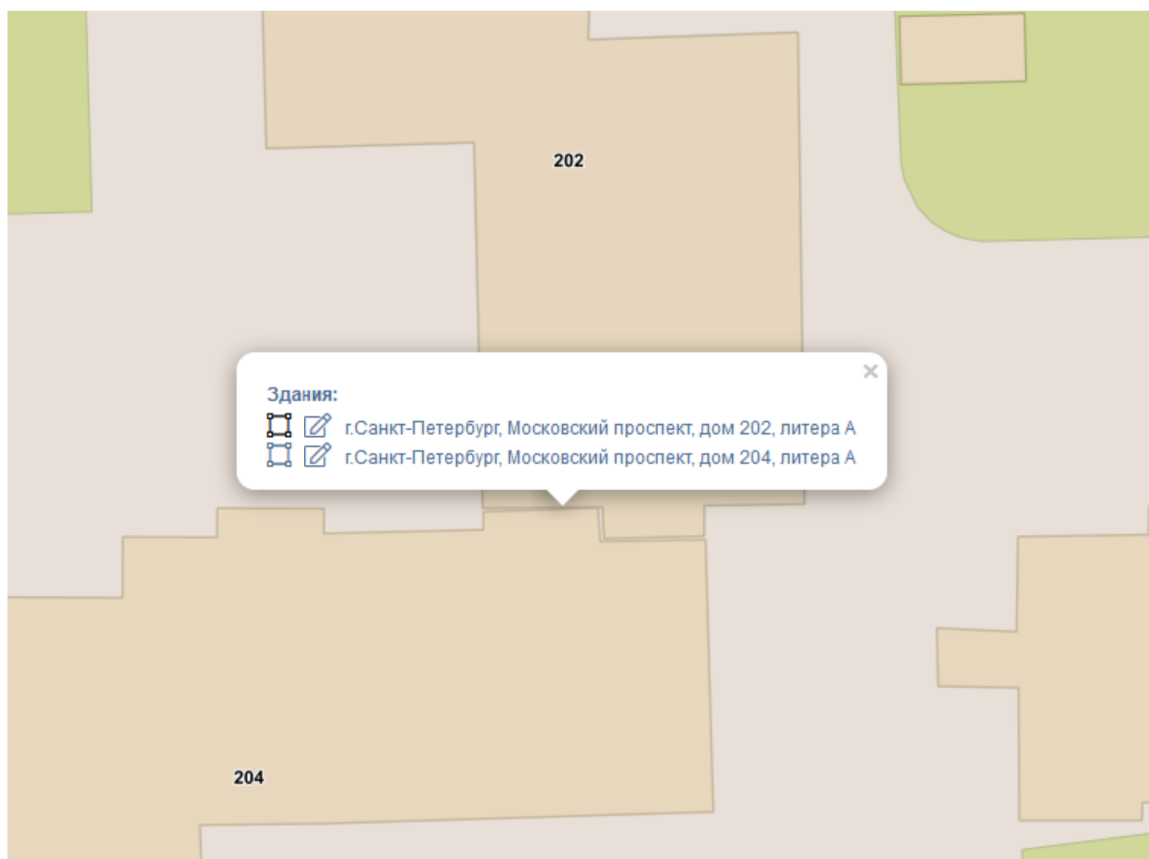 202
×
Здания:
г.Санкт-Петербург, Московский проспект, дом 202, литера А
г.Санкт-Петербург, Московский проспект, дом 204, литера А
204